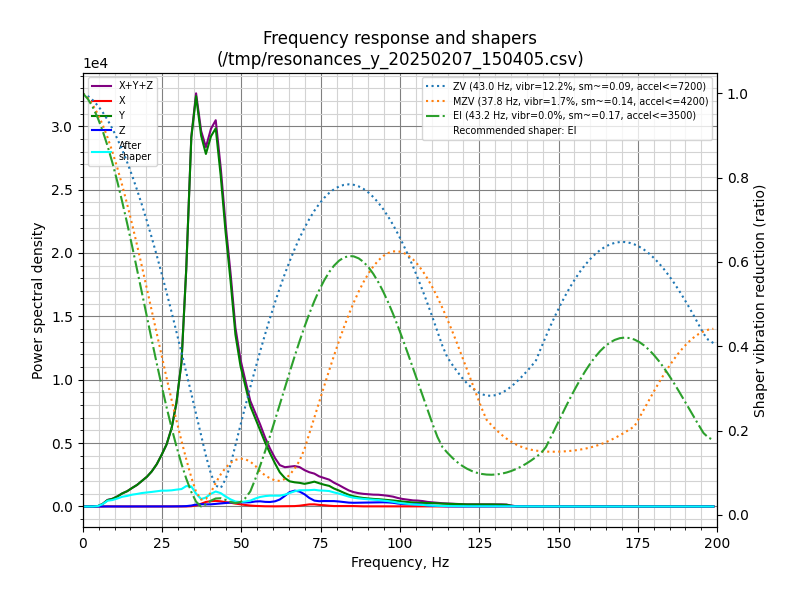 Frequency response and shapers
(/tmp/resonances_y_20250207_150405.csv)
1e4
X+Y+Z
X
Y
Z
After
shaper
ZV (43.0 Hz, vibr=12.2%, sm~=0.09, accel<=7200)
MZV (37.8 Hz, vibr=1.7%, sm~=0.14, accel<=4200)
EI (43.2 Hz, vibr=0.0%, sm~=0.17, accel<=3500)
Recommended shaper: EI
3.0
2.5
2.0
1.5
1.0
0.5
0.0
Power spectral density
1.0
0.8
0.6
0.4
0.2
0.0
Shaper vibration reduction (ratio)
0 25 50 75 100 125 150 175 200
Frequency, Hz